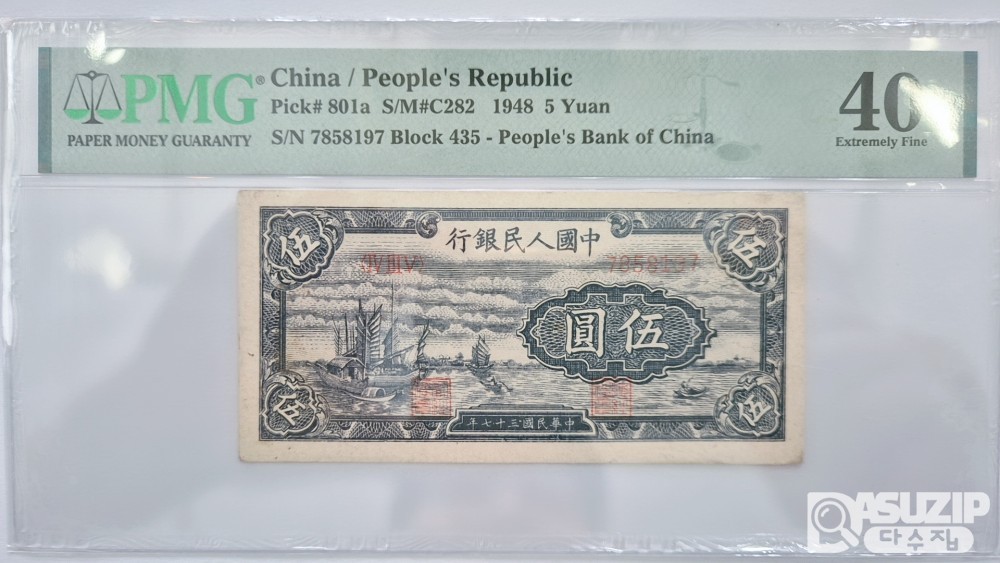 PMG®
PAPER MONEY GUARANTY
China / People's Republic
Pick# 801a S/M#C282 1948 5 Yuan
S/N 7858197 Block 435 - People's Bank of China
40
Extremely Fine
伍
伍
行銀民人國中
ⅣⅢⅤ
7858197
圓伍
伍
伍
年七十三國民華中
ASUZIP
다수집